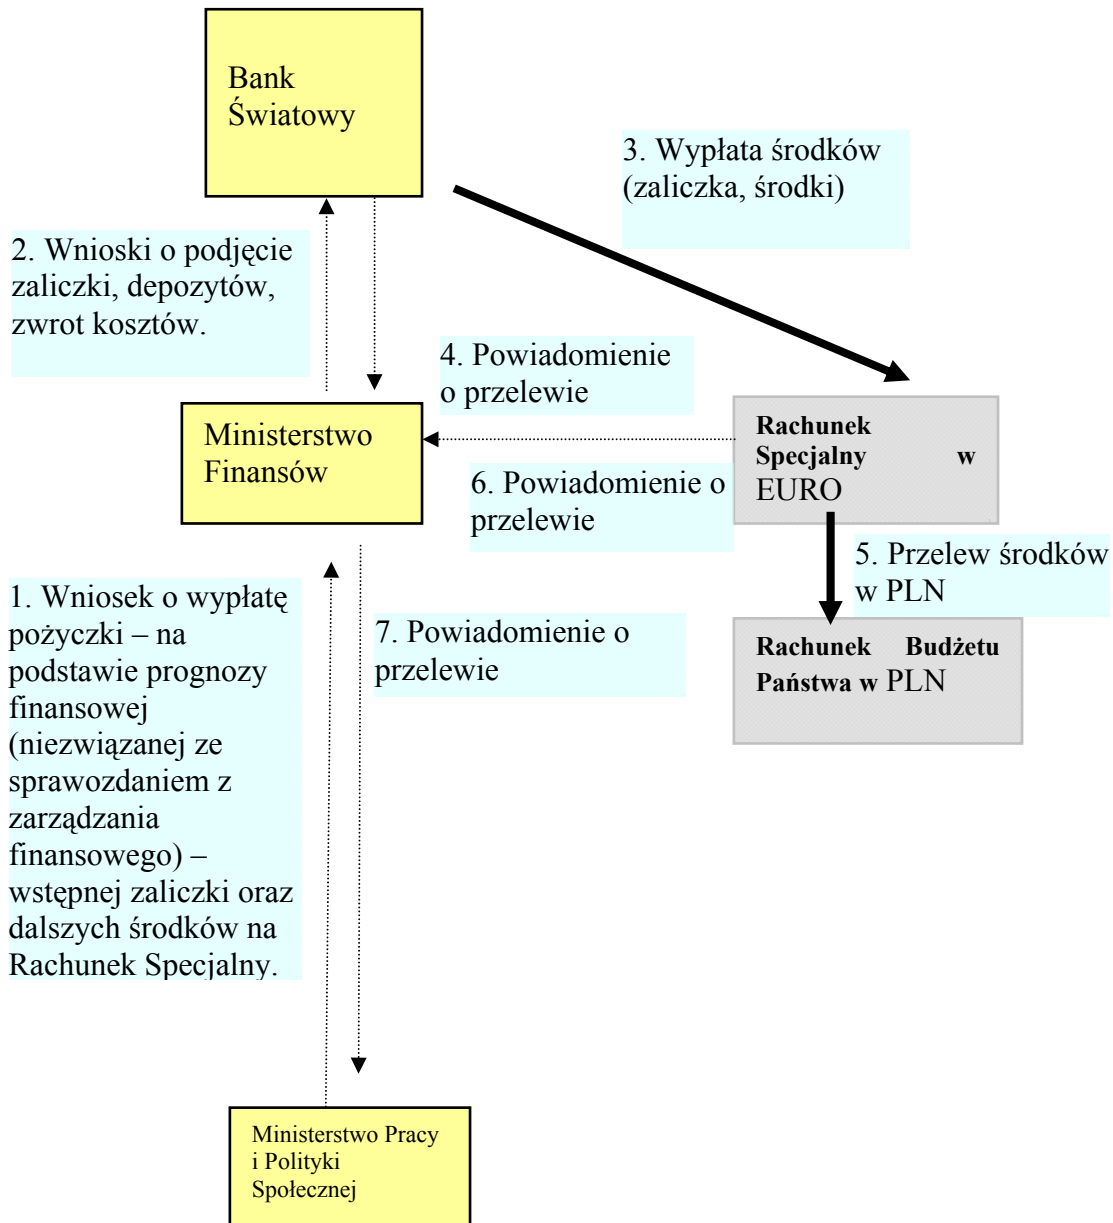 Bank
Światowy
3. Wypłata środków
(zaliczka, środki)
2. Wnioski o podjęcie
zaliczki, depozytów,
zwrot kosztów.
4. Powiadomienie
o przelewie
Ministerstwo
Finansów
Rachunek
Specjalny w
EURO
6. Powiadomienie o
przelewie
5. Przelew środków
w PLN
1. Wniosek o wypłatę
pożyczki – na
podstawie prognozy
finansowej
(niezwiązanej ze
sprawozdaniem z
zarządzania
finansowego) –
wstępnej zaliczki oraz
dalszych środków na
Rachunek Specjalny.
7. Powiadomienie o
przelewie
Rachunek Budżetu
Państwa w PLN
Ministerstwo Pracy
i Polityki
Społecznej